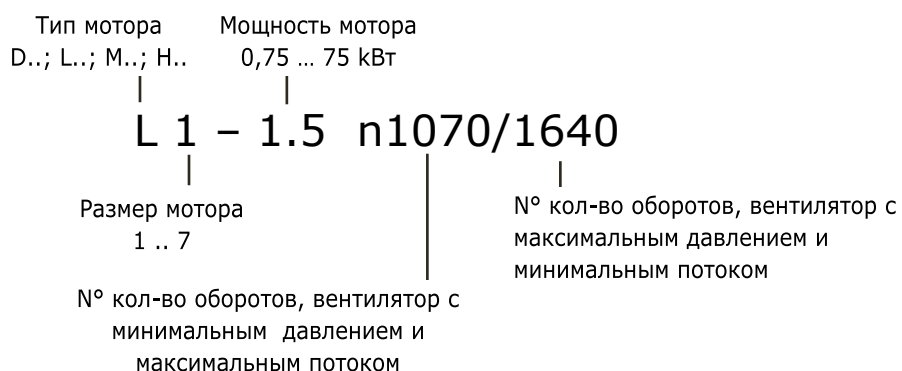 Тип мотора
D..; L..; M..; H..
Мощность мотора
0,75 ... 75 kВт
L 1 – 1.5 n1070/1640
Размер мотора
1 .. 7
N° кол-во оборотов, вентилятор с
максимальным давлением и
минимальным потоком
N° кол-во оборотов, вентилятор с
минимальным давлением и
максимальным потоком